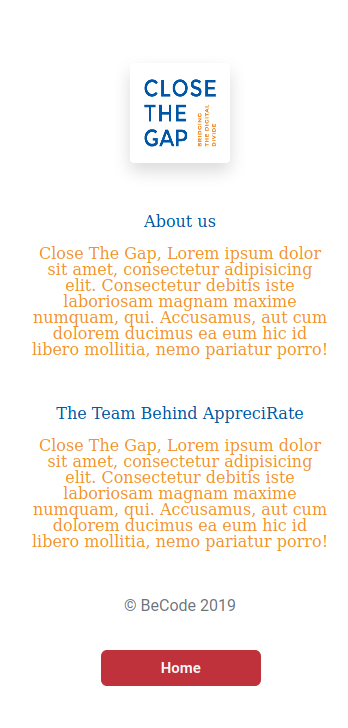 CLOSE
THE
GAP
BRIDGING
THE DIGITAL
DIVIDE
About us
Close The Gap, Lorem ipsum dolor
sit amet, consectetur adipisicing
elit. Consectetur debitis iste
laboriosam magnam maxime
numquam, qui. Accusamus, aut cum
dolorem ducimus ea eum hic id
libero mollitia, nemo pariatur porro!
The Team Behind AppreciRate
Close The Gap, Lorem ipsum dolor
sit amet, consectetur adipisicing
elit. Consectetur debitis iste
laboriosam magnam maxime
numquam, qui. Accusamus, aut cum
dolorem ducimus ea eum hic id
libero mollitia, nemo pariatur porro!
© BeCode 2019
Home